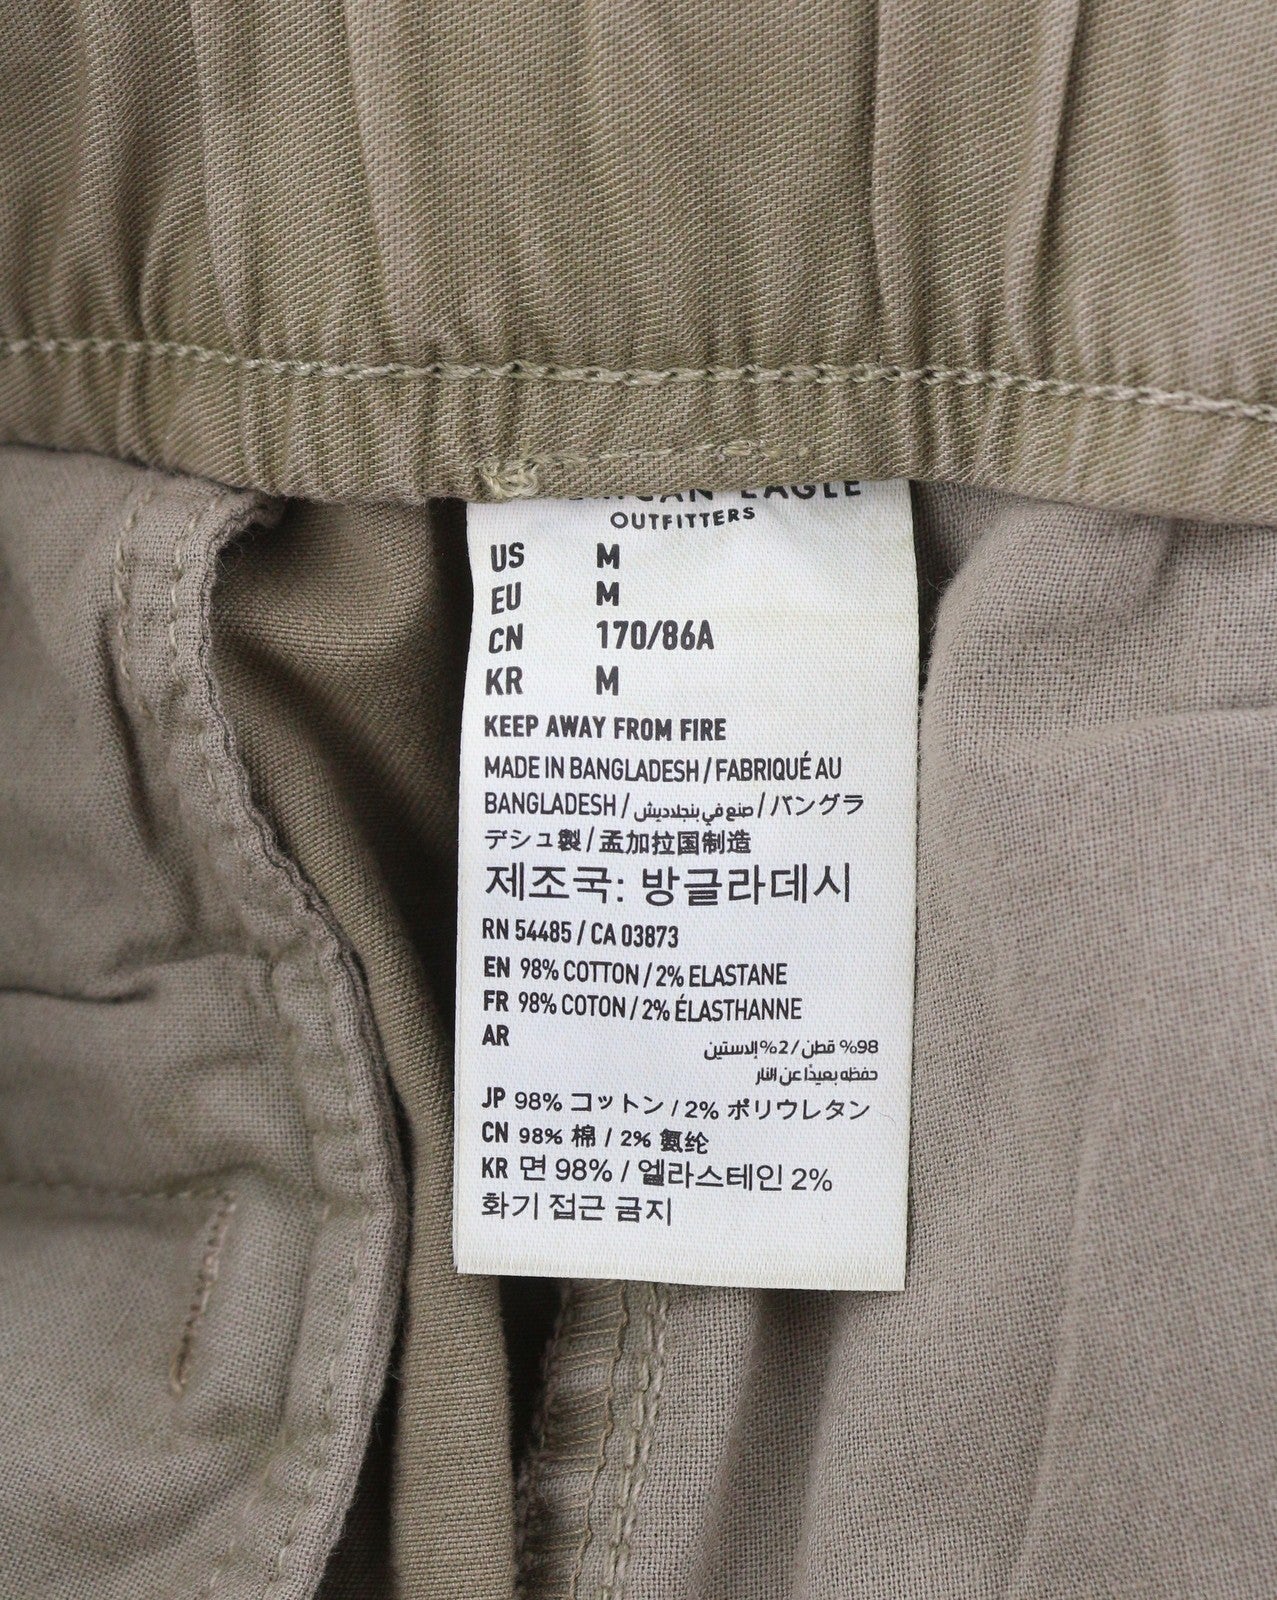 AMERICAN EAGLE
OUTFITTERS
US M
EU M
CN 170/86A
KR M
KEEP AWAY FROM FIRE
MADE IN BANGLADESH / FABRIQUÉ AU
BANGLADESH / صنع في بنجلاديش / バングラ
デシュ製 / 孟加拉国制造
제조국: 방글라데시
RN 54485 / CA 03873
EN 98% COTTON / 2% ELASTANE
FR 98% COTON / 2% ÉLASTHANNE
AR 98% قطن / 2% إلاستين
حفظه بعيدًا عن النار
JP 98% コットン / 2% ポリウレタン
CN 98% 棉 / 2% 氨纶
KR 면 98% / 엘라스테인 2%
화기 접근 금지